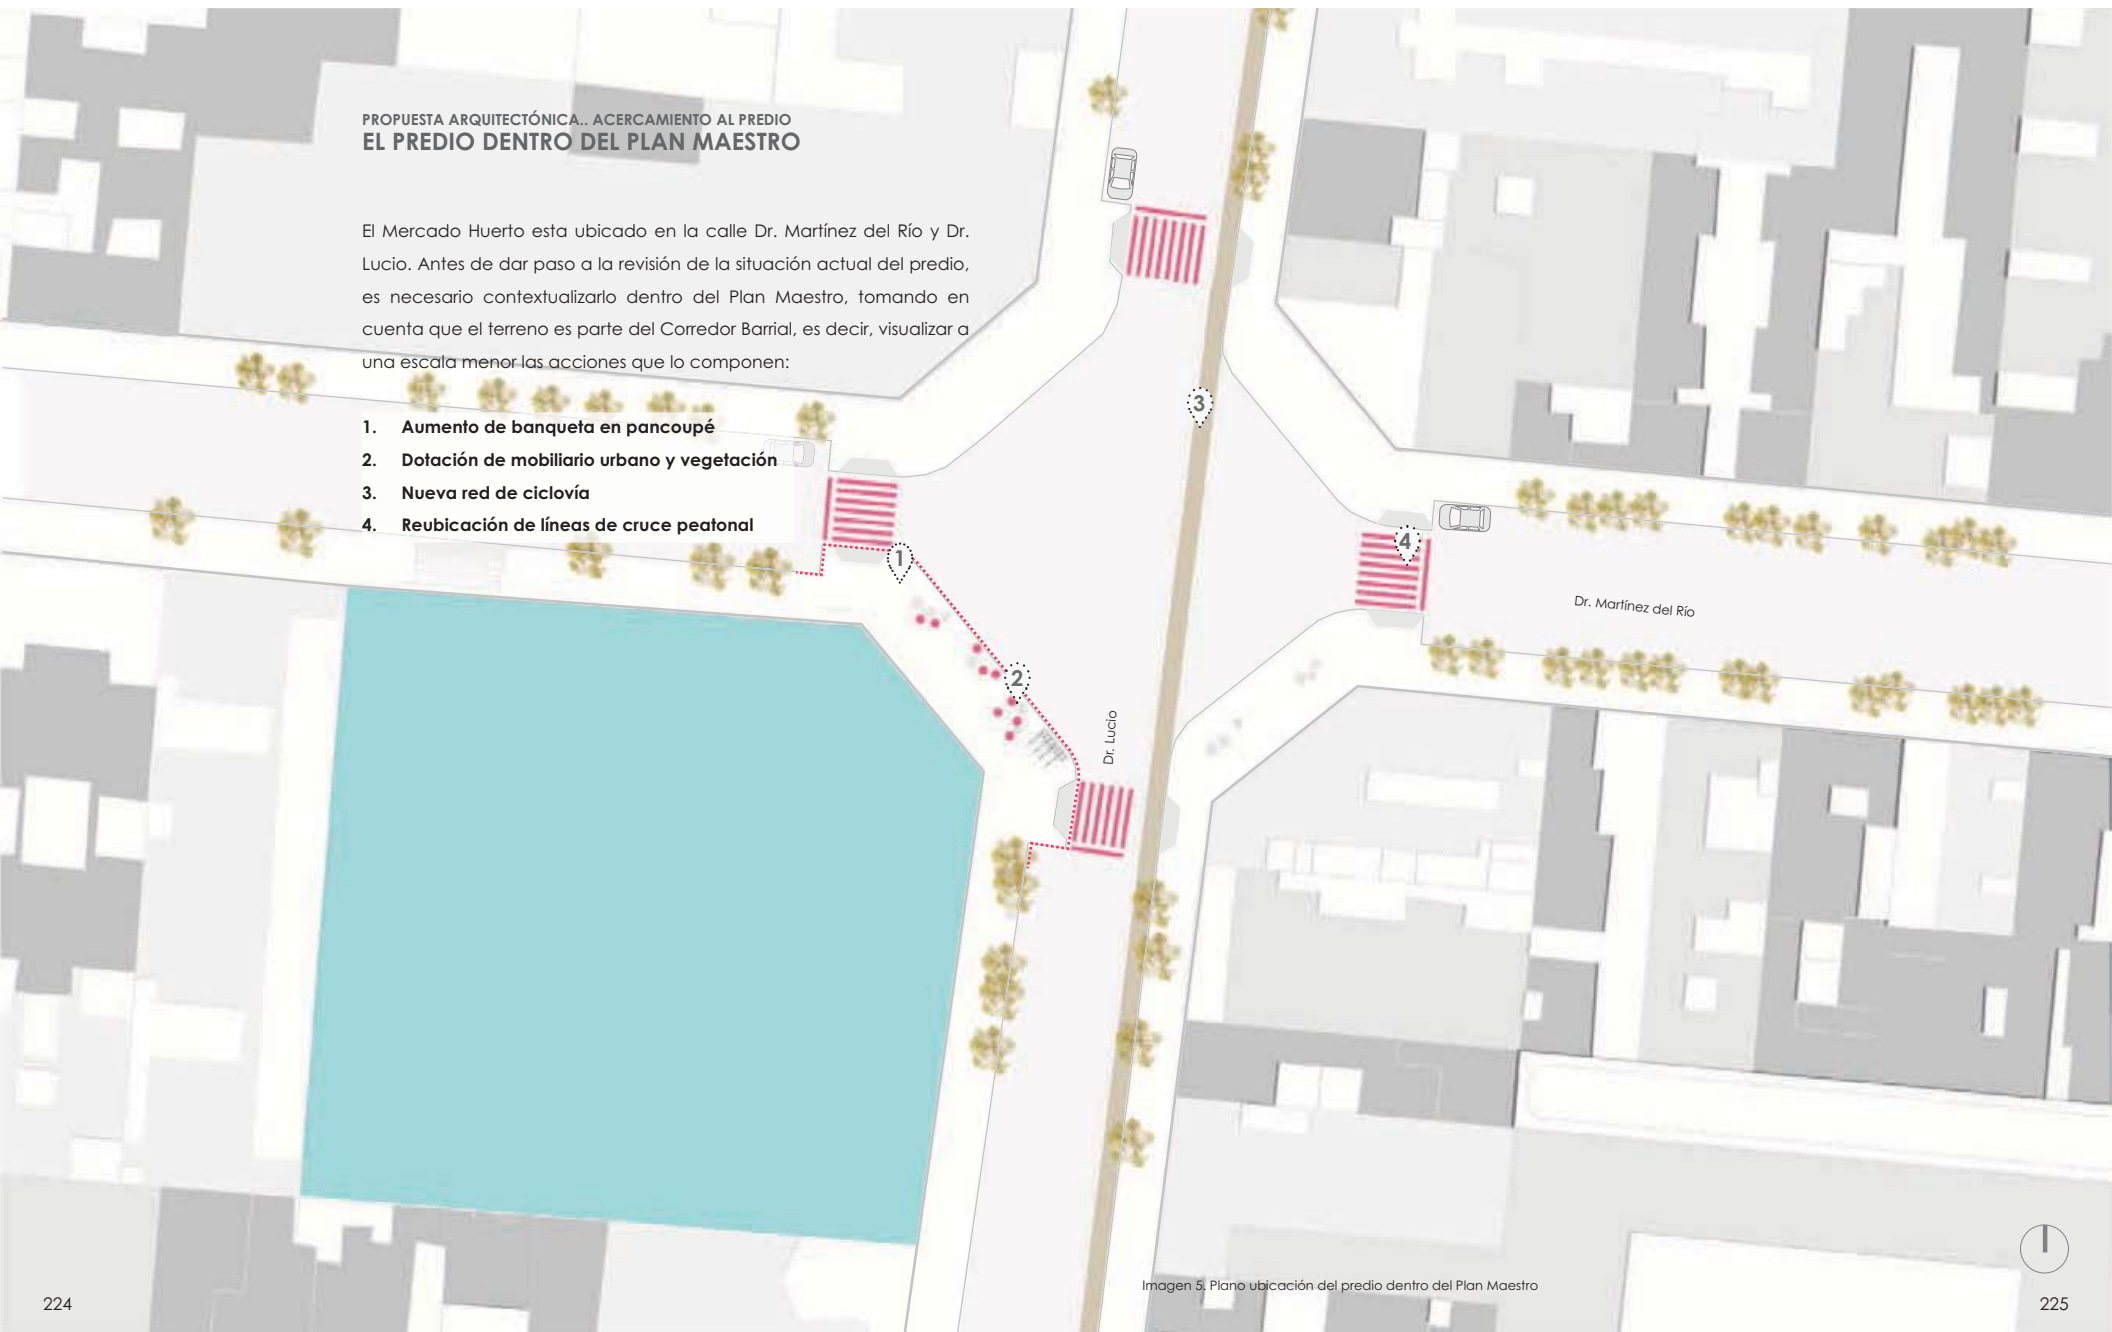 PROPUESTA ARQUITECTÓNICA.. ACERCAMIENTO AL PREDIO
EL PREDIO DENTRO DEL PLAN MAESTRO
El Mercado Huerto esta ubicado en la calle Dr. Martínez del Río y Dr.
Lucio. Antes de dar paso a la revisión de la situación actual del predio,
es necesario contextualizarlo dentro del Plan Maestro, tomando en
cuenta que el terreno es parte del Corredor Barrial, es decir, visualizar a
una escala menor las acciones que lo componen:
1. Aumento de banqueta en pancoupé
2. Dotación de mobiliario urbano y vegetación
3. Nueva red de ciclovía
4. Reubicación de líneas de cruce peatonal
3
4
1
2
Dr. Martínez del Río
Dr. Lucio
Imagen 5. Plano ubicación del predio dentro del Plan Maestro
224
225